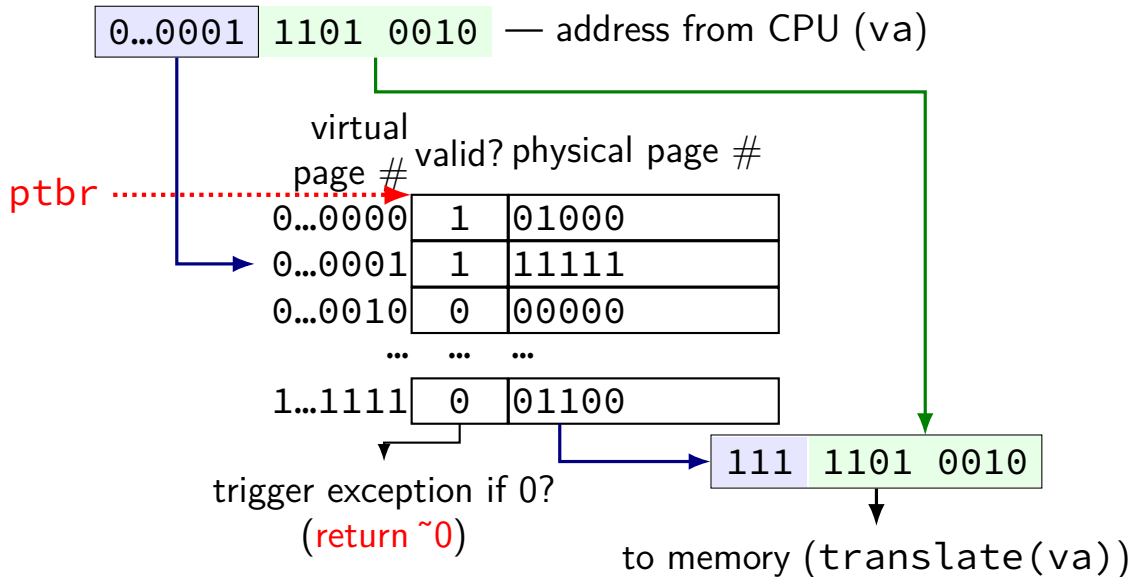 0…0001 1101 0010 — address from CPU (va)
virtual
page # valid? physical page #
ptbr
0…0000 1 01000
0…0001 1 11111
0…0010 0 00000
… … …
1…1111 0 01100
111 1101 0010
trigger exception if 0?
(return ~0)
to memory (translate(va))